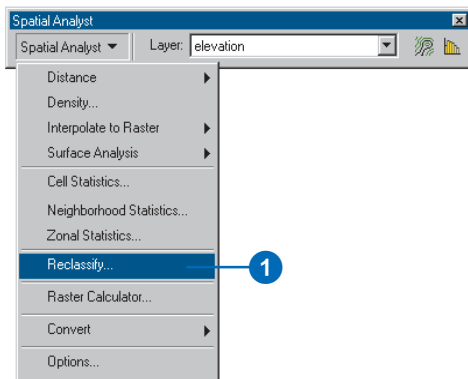 Spatial Analyst
Spatial Analyst Layer: elevation
Distance
Density...
Interpolate to Raster
Surface Analysis
Cell Statistics...
Neighborhood Statistics...
Zonal Statistics...
Reclassify... 1
Raster Calculator...
Convert
Options...